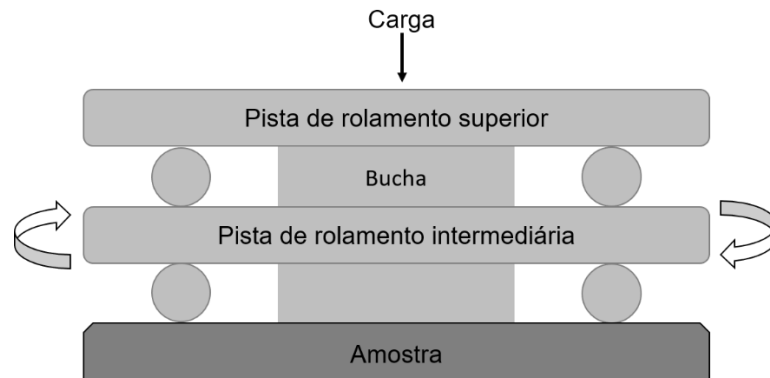 Carga
Pista de rolamento superior
Bucha
Pista de rolamento intermediária
Amostra